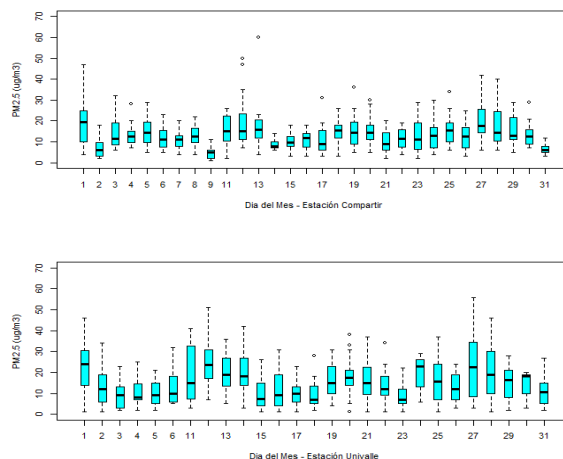 PM2.5 (ug/m3)
0 10 20 30 40 50 60 70
1 2 3 4 5 6 7 8 9 11 13 15 17 19 21 23 25 27 29 31
Dia del Mes - Estación Compartir
PM2.5 (ug/m3)
0 10 20 30 40 50 60 70
1 2 3 4 5 6 11 13 15 17 19 21 23 25 27 29 31
Dia del Mes - Estación Univalle